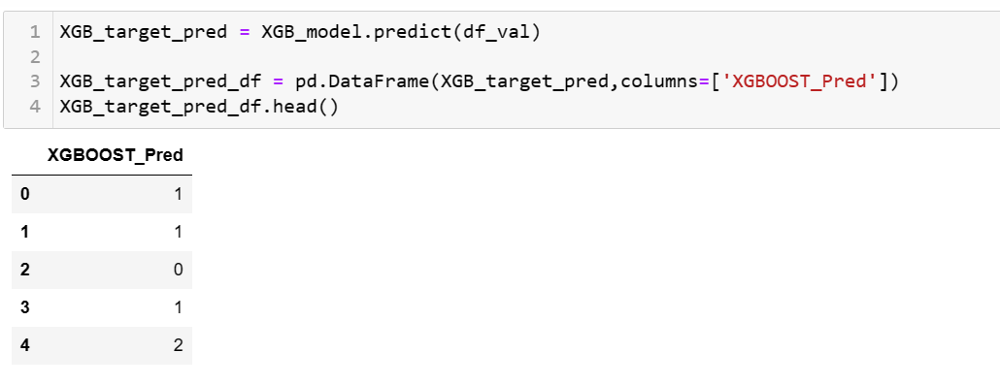 1 XGB_target_pred = XGB_model.predict(df_val)
2
3 XGB_target_pred_df = pd.DataFrame(XGB_target_pred,columns=['XGBOOST_Pred'])
4 XGB_target_pred_df.head()
XGBOOST_Pred
0 1
1 1
2 0
3 1
4 2